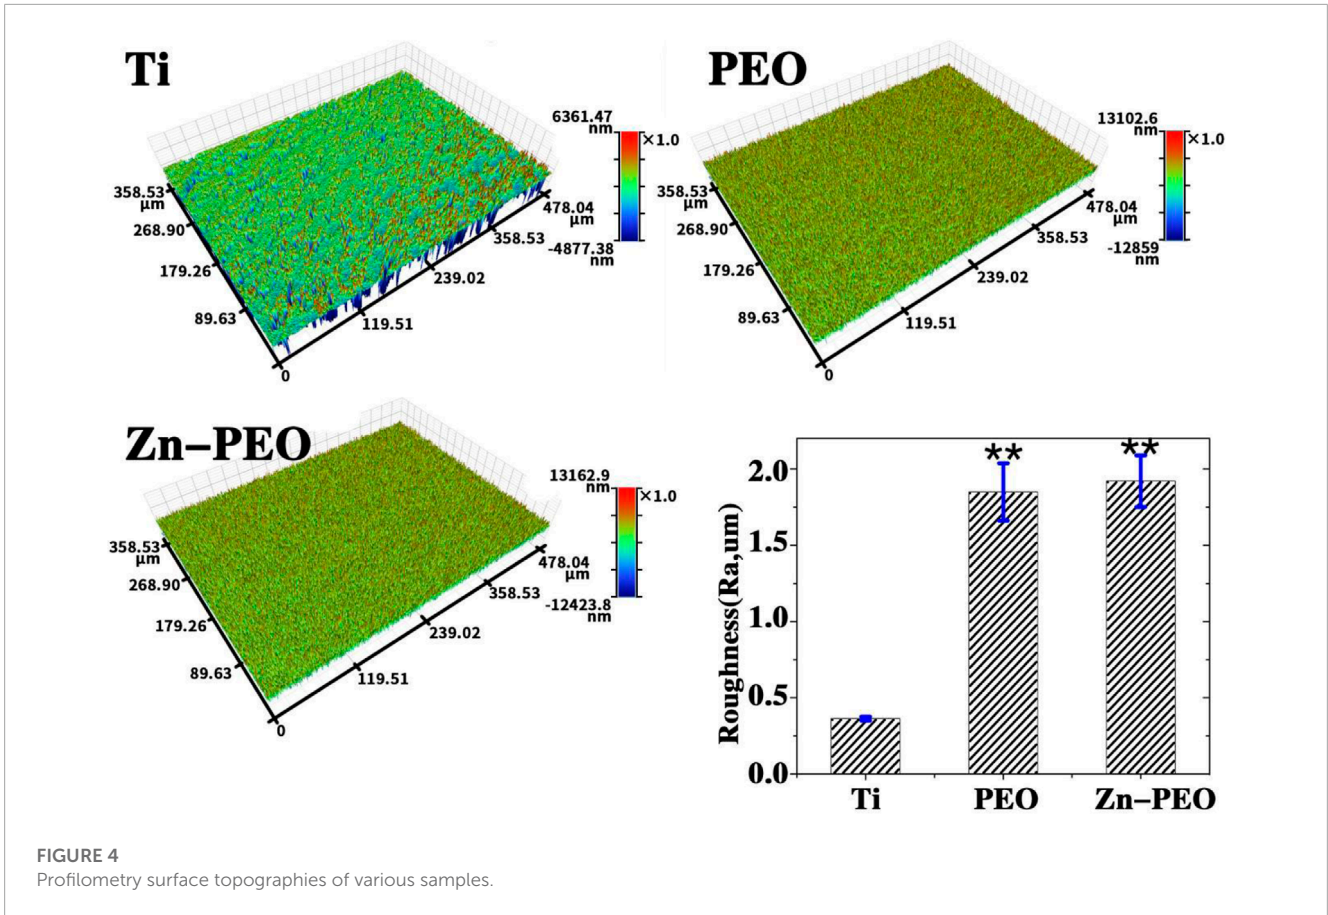 Ti
6361.47
nm
×1.0
-4877.38
nm
358.53
μm
268.90
179.26
89.63
0
119.51
239.02
358.53
478.04
μm
PEO
13102.6
nm
×1.0
-12859
nm
358.53
μm
268.90
179.26
89.63
0
119.51
239.02
358.53
478.04
μm
Zn–PEO
13162.9
nm
×1.0
-12423.8
nm
358.53
μm
268.90
179.26
89.63
0
119.51
239.02
358.53
478.04
μm
Roughness(Ra,um)
2.0
1.5
1.0
0.5
0.0
**
**
Ti
PEO
Zn–PEO
FIGURE 4
Profilometry surface topographies of various samples.